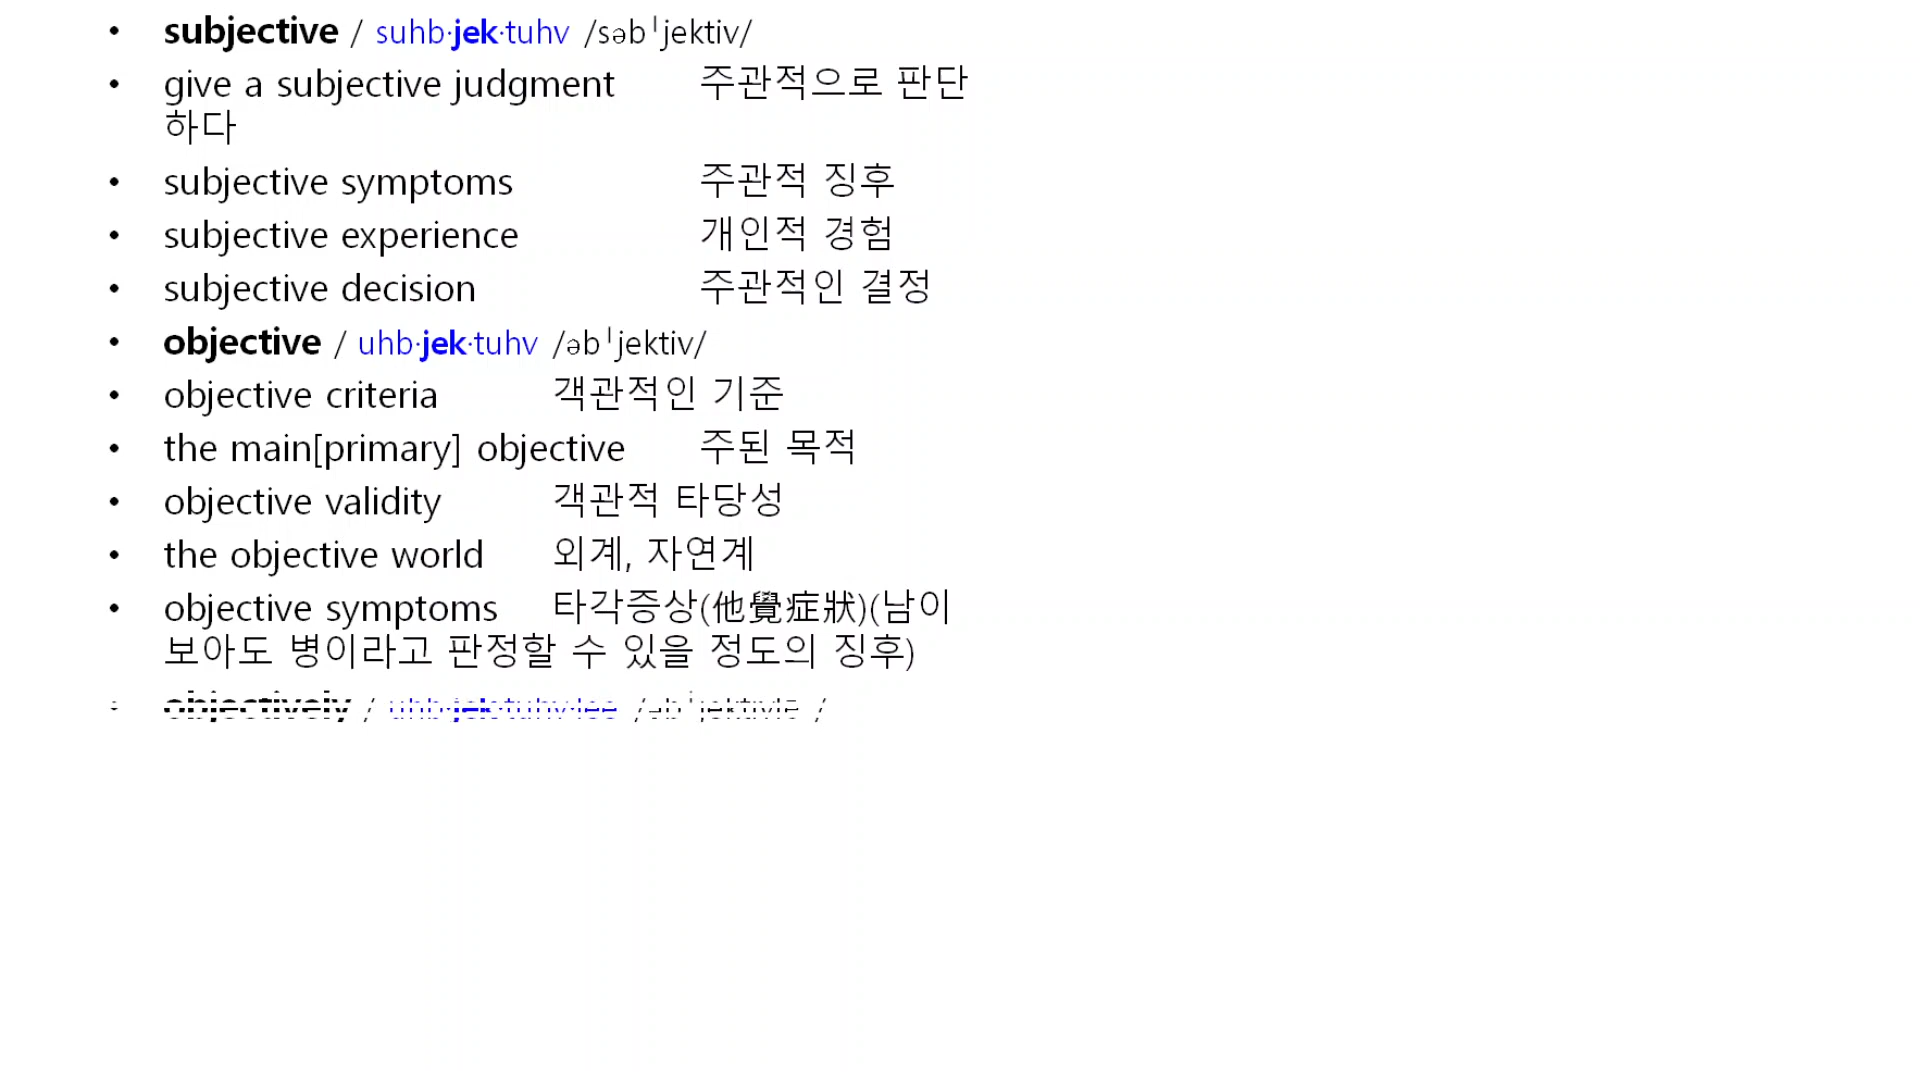 • subjective / suhb·jek·tuhv /səbˈjektiv/
• give a subjective judgment 주관적으로 판단
하다
• subjective symptoms 주관적 징후
• subjective experience 개인적 경험
• subjective decision 주관적인 결정
• objective / uhb·jek·tuhv /əbˈjektiv/
• objective criteria 객관적인 기준
• the main[primary] objective 주된 목적
• objective validity 객관적 타당성
• the objective world 외계, 자연계
• objective symptoms 타각증상(他覺症狀)(남이
보아도 병이라고 판정할 수 있을 정도의 징후)
• objectively / uhb·jek·tuhv·lee